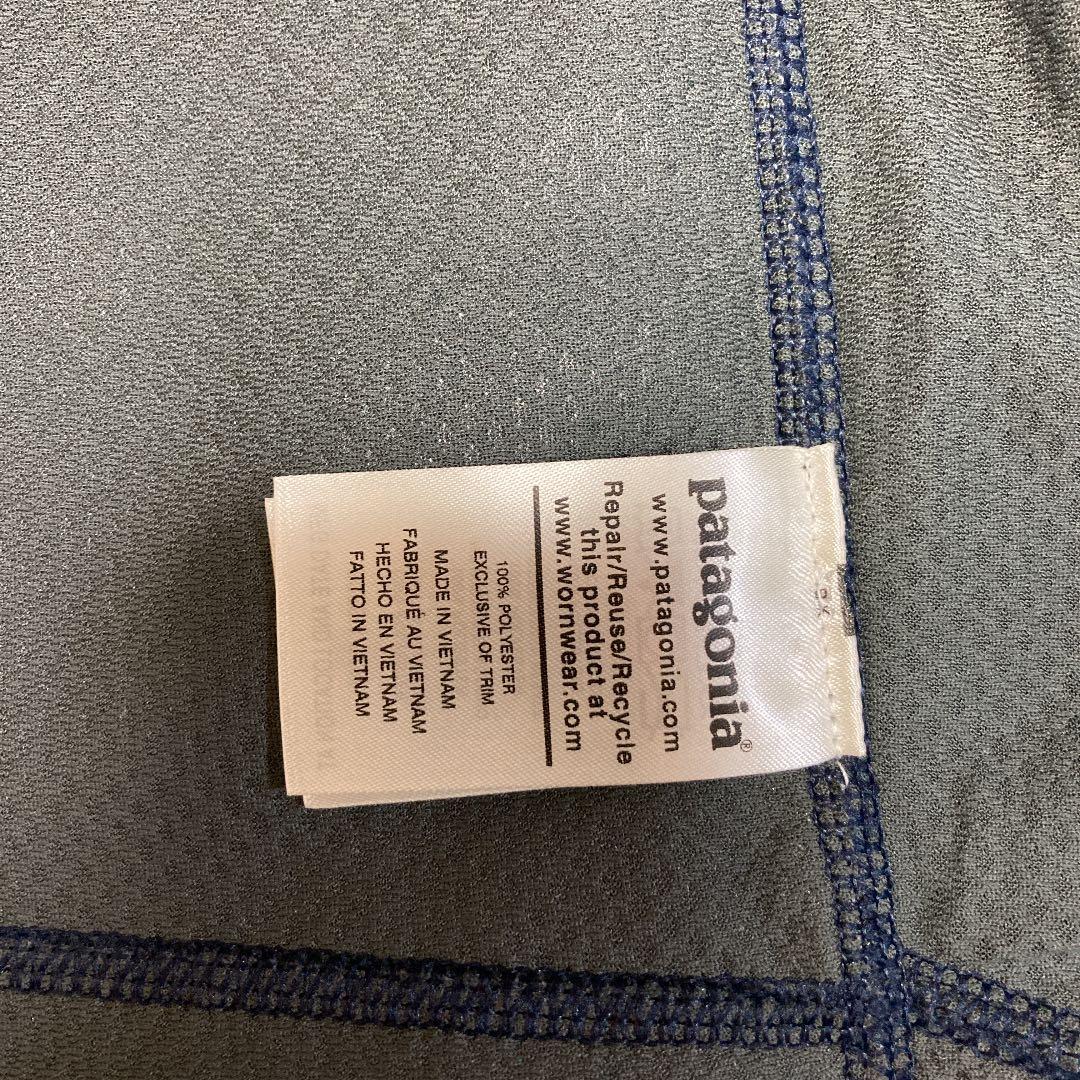 patagonia®
www.patagonia.com
Repair/Reuse/Recycle
this product at
www.wornwear.com
100% POLYESTER
EXCLUSIVE OF TRIM
MADE IN VIETNAM
FABRIQUÉ AU VIETNAM
HECHO EN VIETNAM
FATTO IN VIETNAM